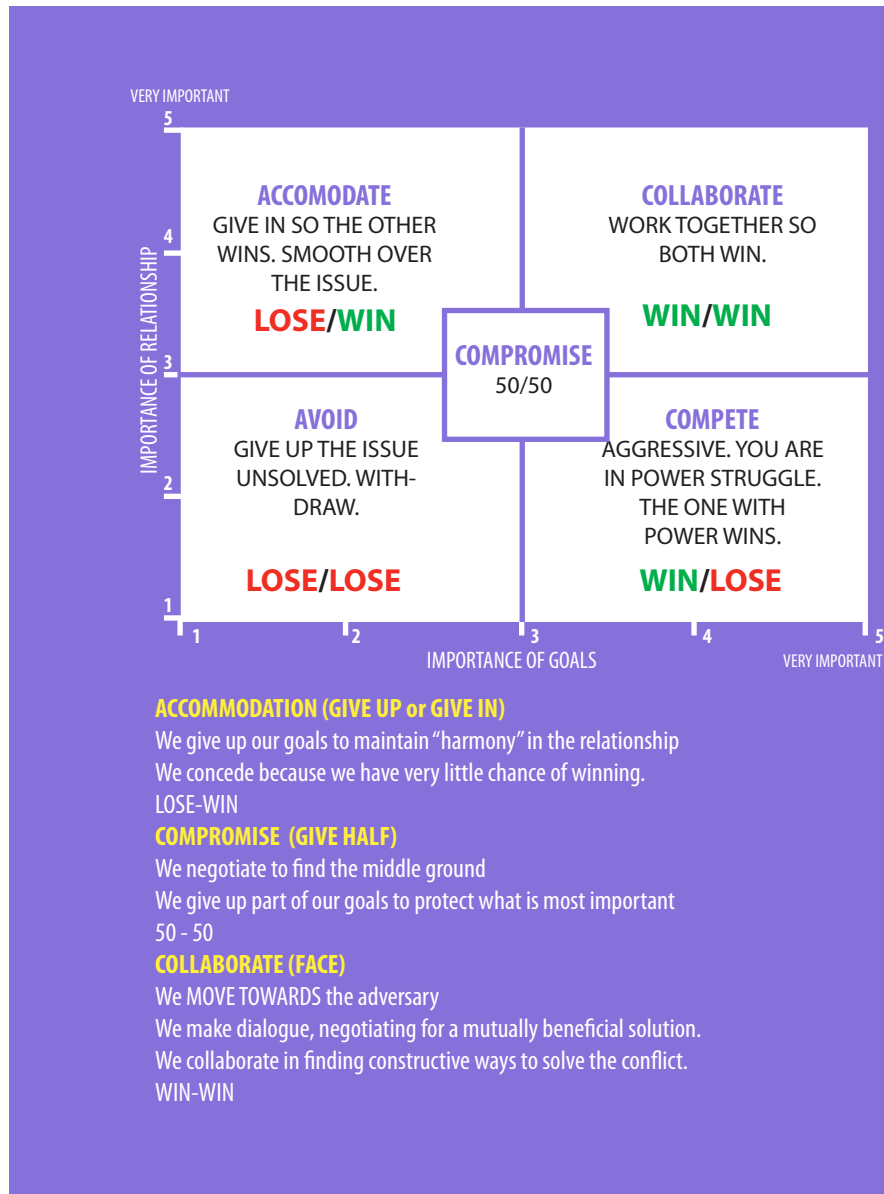 VERY IMPORTANT
5
ACCOMODATE
GIVE IN SO THE OTHER
WINS. SMOOTH OVER
THE ISSUE.
LOSE/WIN
COLLABORATE
WORK TOGETHER SO
BOTH WIN.
WIN/WIN
4
IMPORTANCE OF RELATIONSHIP
3
COMPROMISE
50/50
AVOID
GIVE UP THE ISSUE
UNSOLVED. WITH-
DRAW.
LOSE/LOSE
COMPETE
AGGRESSIVE. YOU ARE
IN POWER STRUGGLE.
THE ONE WITH
POWER WINS.
WIN/LOSE
2
1
1 2 3 4 5
IMPORTANCE OF GOALS
VERY IMPORTANT
ACCOMMODATION (GIVE UP or GIVE IN)
We give up our goals to maintain “harmony” in the relationship
We concede because we have very little chance of winning.
LOSE-WIN
COMPROMISE (GIVE HALF)
We negotiate to find the middle ground
We give up part of our goals to protect what is most important
50 - 50
COLLABORATE (FACE)
We MOVE TOWARDS the adversary
We make dialogue, negotiating for a mutually beneficial solution.
We collaborate in finding constructive ways to solve the conflict.
WIN-WIN